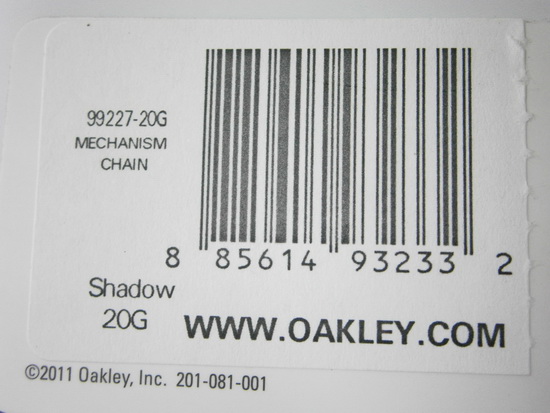 99227-20G
MECHANISM
CHAIN
8 85614 93233 2
Shadow
20G
WWW.OAKLEY.COM
©2011 Oakley, Inc. 201-081-001